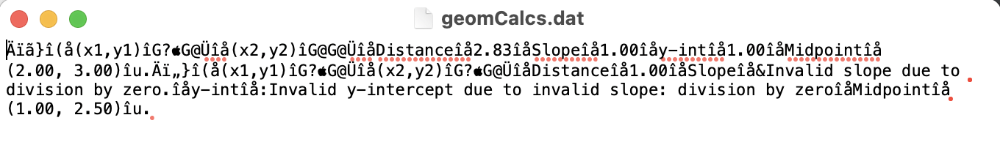 geomCalcs.dat
Äïã}î(å(x1,y1)îG?G@Üîå(x2,y2)îG@G@ÜîåDistanceîå2.83îåSlopeîå1.00îåy-intîå1.00îåMidpointîå
(2.00, 3.00)îu.Äï„}î(å(x1,y1)îG?G@Üîå(x2,y2)îG?G@ÜîåDistanceîå1.00îåSlopeîå&Invalid slope due to
division by zero.îåy-intîå:Invalid y-intercept due to invalid slope: division by zeroîåMidpointîå
(1.00, 2.50)îu.